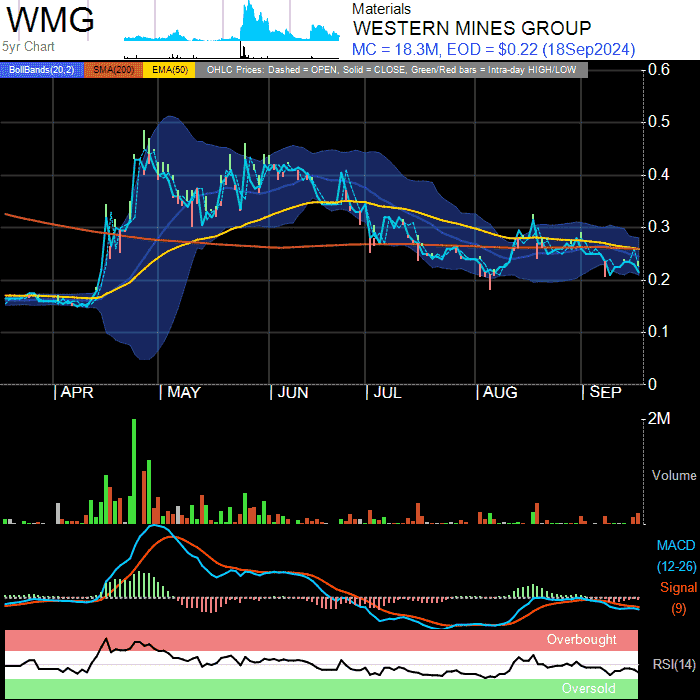 WMG
5yr Chart
Materials
WESTERN MINES GROUP
MC = 18.3M, EOD = $0.22 (18Sep2024)
BollBands(20,2) SMA(200) EMA(50) OHLC Prices: Dashed = OPEN, Solid = CLOSE, Green/Red bars = Intra-day HIGH/LOW
0.6
0.5
0.4
0.3
0.2
0.1
0
APR MAY JUN JUL AUG SEP
2M
Volume
MACD
(12-26)
Signal
(9)
Overbought
RSI(14)
Oversold